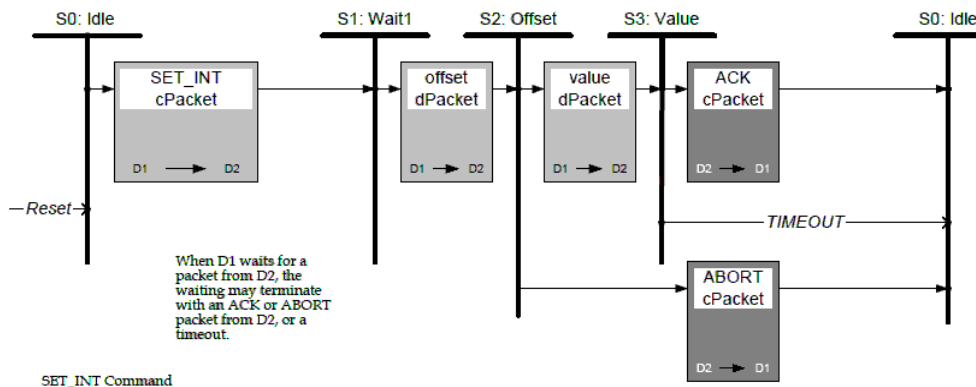 S0: Idle
S1: Wait1
S2: Offset
S3: Value
S0: Idle
SET_INT
cPacket
D1
D2
offset
dPacket
D1
D2
value
dPacket
D1
D2
ACK
cPacket
D2
D1
Reset
TIMEOUT
When D1 waits for a
packet from D2, the
waiting may terminate
with an ACK or ABORT
packet from D2, or a
timeout.
ABORT
cPacket
D2
D1
SET_INT Command